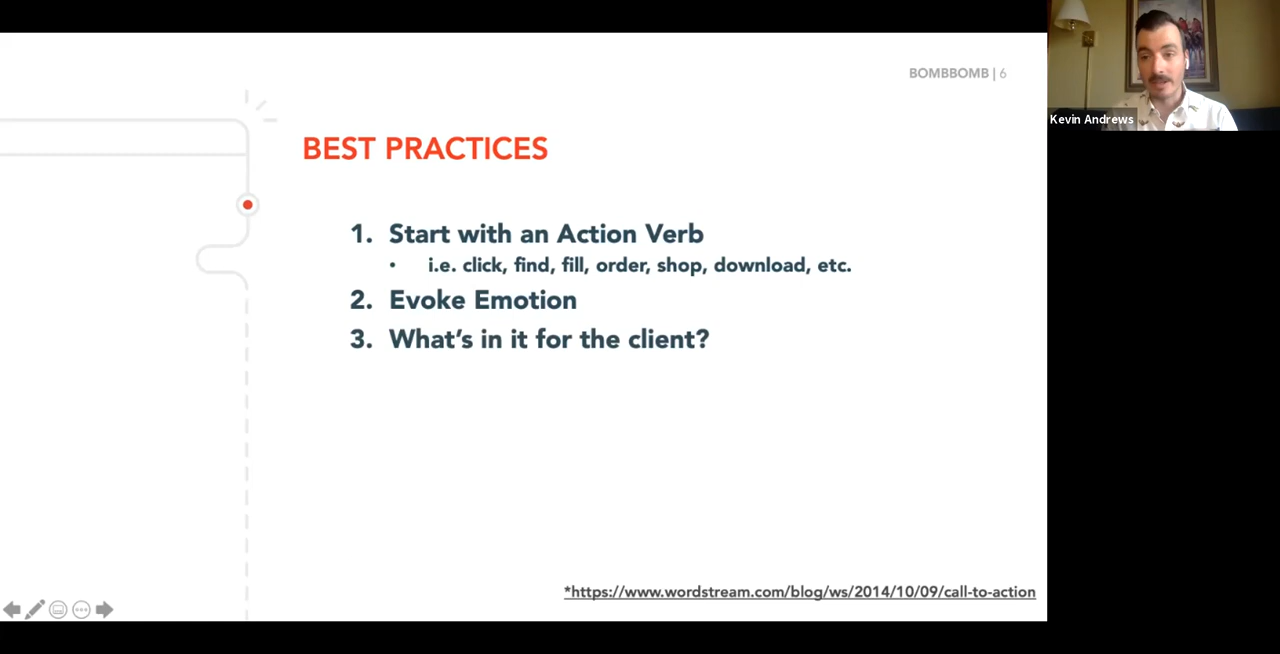 BOMBBOMB | 6
Kevin Andrews
BEST PRACTICES
1. Start with an Action Verb
• i.e. click, find, fill, order, shop, download, etc.
2. Evoke Emotion
3. What’s in it for the client?
*https://www.wordstream.com/blog/ws/2014/10/09/call-to-action